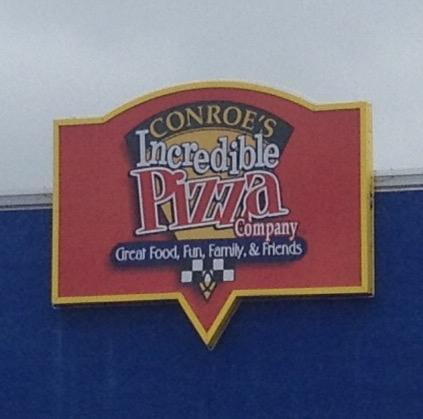 CONROE'S
Incredible
Pizza
Company
Great Food, Fun, Family, & Friends